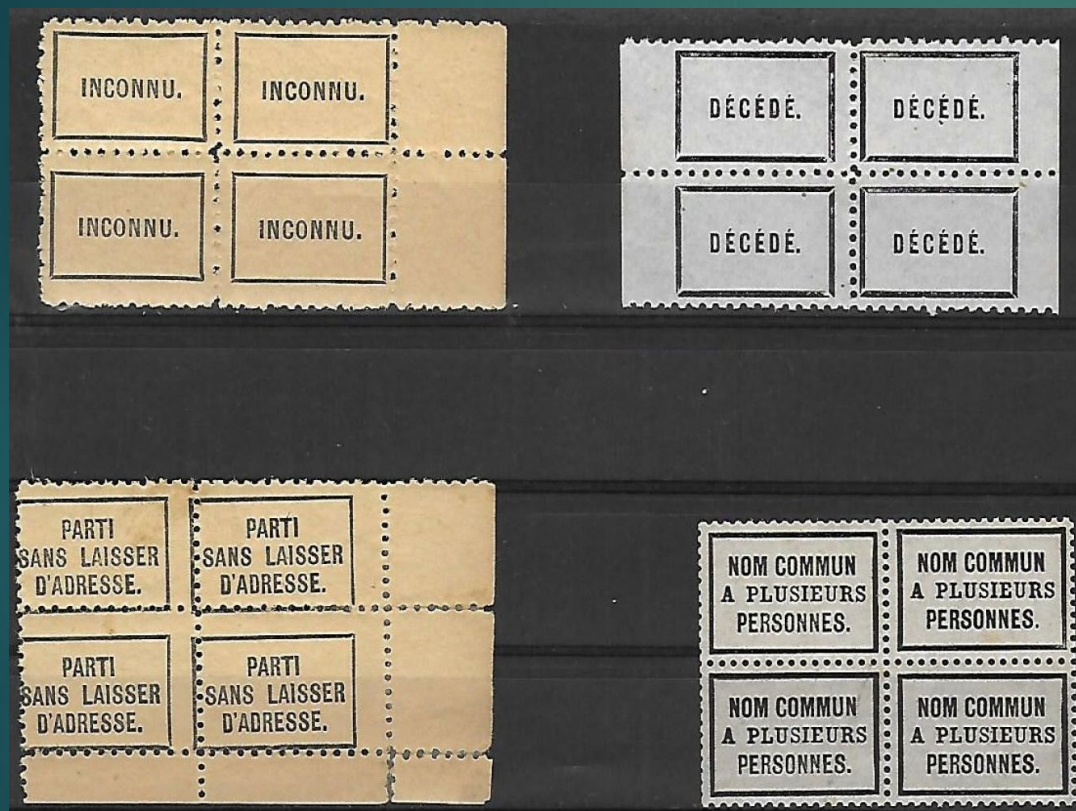 INCONNU.
INCONNU.
INCONNU.
INCONNU.
DÉCÉDÉ.
DÉCÉDÉ.
DÉCÉDÉ.
DÉCÉDÉ.
PARTI
SANS LAISSER
D'ADRESSE.
PARTI
SANS LAISSER
D'ADRESSE.
PARTI
SANS LAISSER
D'ADRESSE.
PARTI
SANS LAISSER
D'ADRESSE.
NOM COMMUN
A PLUSIEURS
PERSONNES.
NOM COMMUN
A PLUSIEURS
PERSONNES.
NOM COMMUN
A PLUSIEURS
PERSONNES.
NOM COMMUN
A PLUSIEURS
PERSONNES.